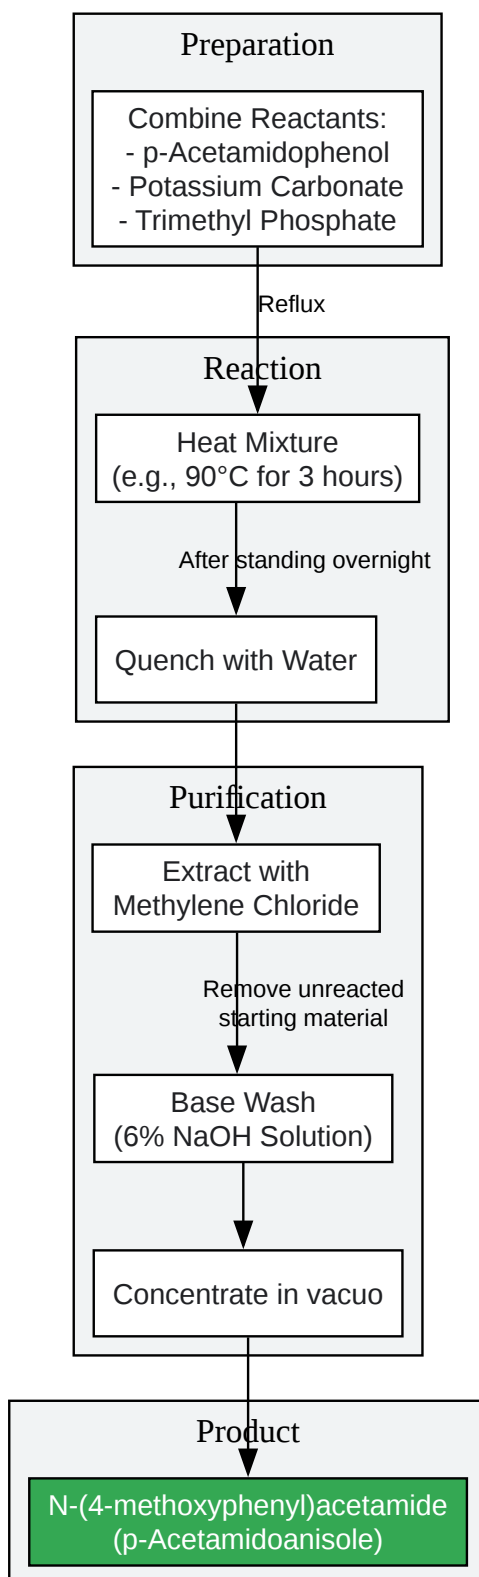 Preparation
Combine Reactants:
- p-Acetamidophenol
- Potassium Carbonate
- Trimethyl Phosphate
Reflux
Reaction
Heat Mixture
(e.g., 90°C for 3 hours)
After standing overnight
Quench with Water
Purification
Extract with
Methylene Chloride
Remove unreacted
starting material
Base Wash
(6% NaOH Solution)
Concentrate in vacuo
Product
N-(4-methoxyphenyl)acetamide
(p-Acetamidoanisole)